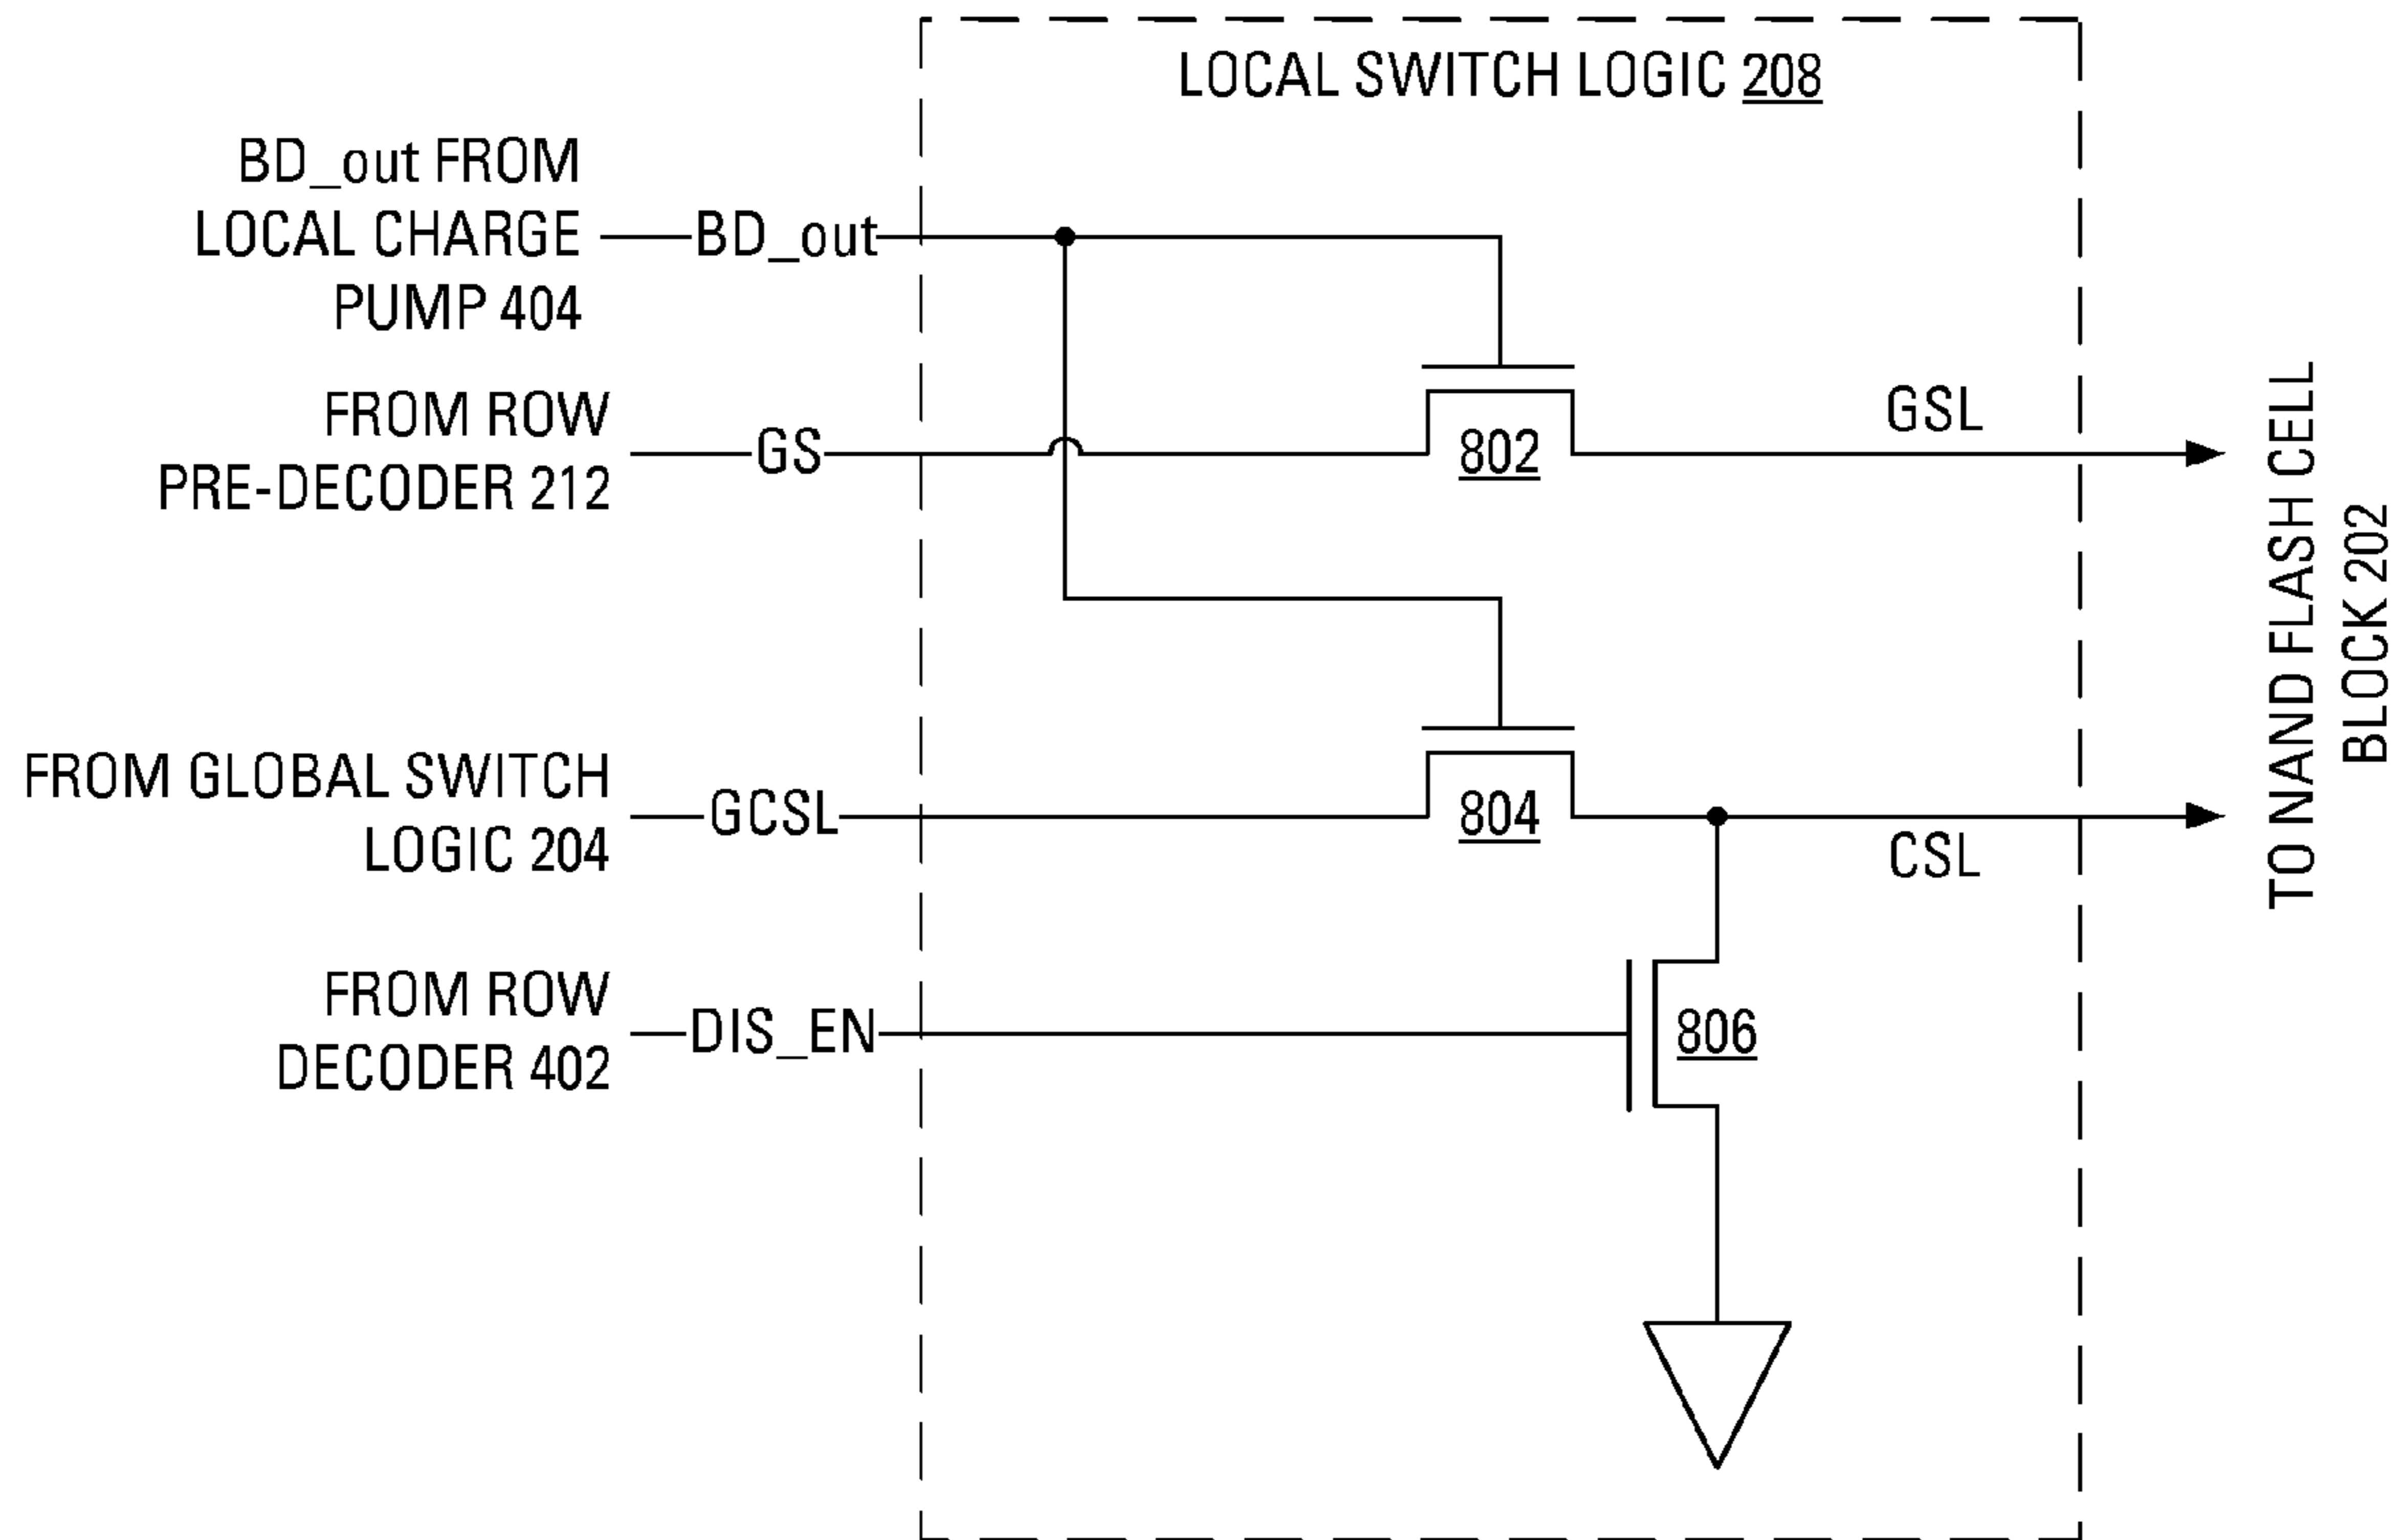 LOCAL SWITCH LOGIC 208
BD_out FROM
LOCAL CHARGE
PUMP 404
BD_out
FROM ROW
PRE-DECODER 212
GS
802
GSL
FROM GLOBAL SWITCH
LOGIC 204
GCSL
804
CSL
FROM ROW
DECODER 402
DIS_EN
806
TO NAND FLASH CELL
BLOCK 202